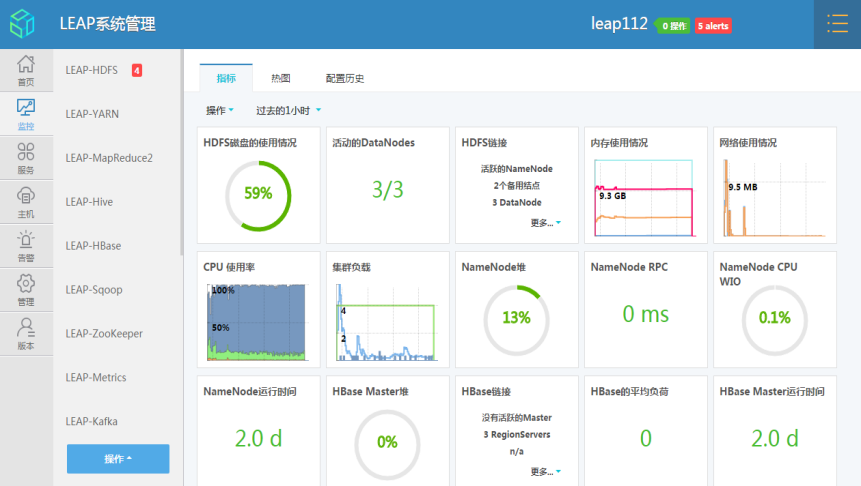 LEAP系统管理
leap112 0 操作 5 alerts
首页
监控
服务
主机
告警
管理
版本
LEAP-HDFS 4
LEAP-YARN
LEAP-MapReduce2
LEAP-Hive
LEAP-HBase
LEAP-Sqoop
LEAP-ZooKeeper
LEAP-Metrics
LEAP-Kafka
操作
指标 热图 配置历史
操作 过去的1小时
HDFS磁盘的使用情况
59%
活动的DataNodes
3/3
HDFS链接
活跃的NameNode
2个备用结点
3 DataNode
更多...
内存使用情况
9.3 GB
网络使用情况
9.5 MB
CPU 使用率
100%
50%
集群负载
4
2
NameNode堆
13%
NameNode RPC
0 ms
NameNode CPU
WIO
0.1%
NameNode运行时间
2.0 d
HBase Master堆
0%
HBase链接
没有活跃的Master
3 RegionServers
n/a
更多...
HBase的平均负荷
0
HBase Master运行时间
2.0 d